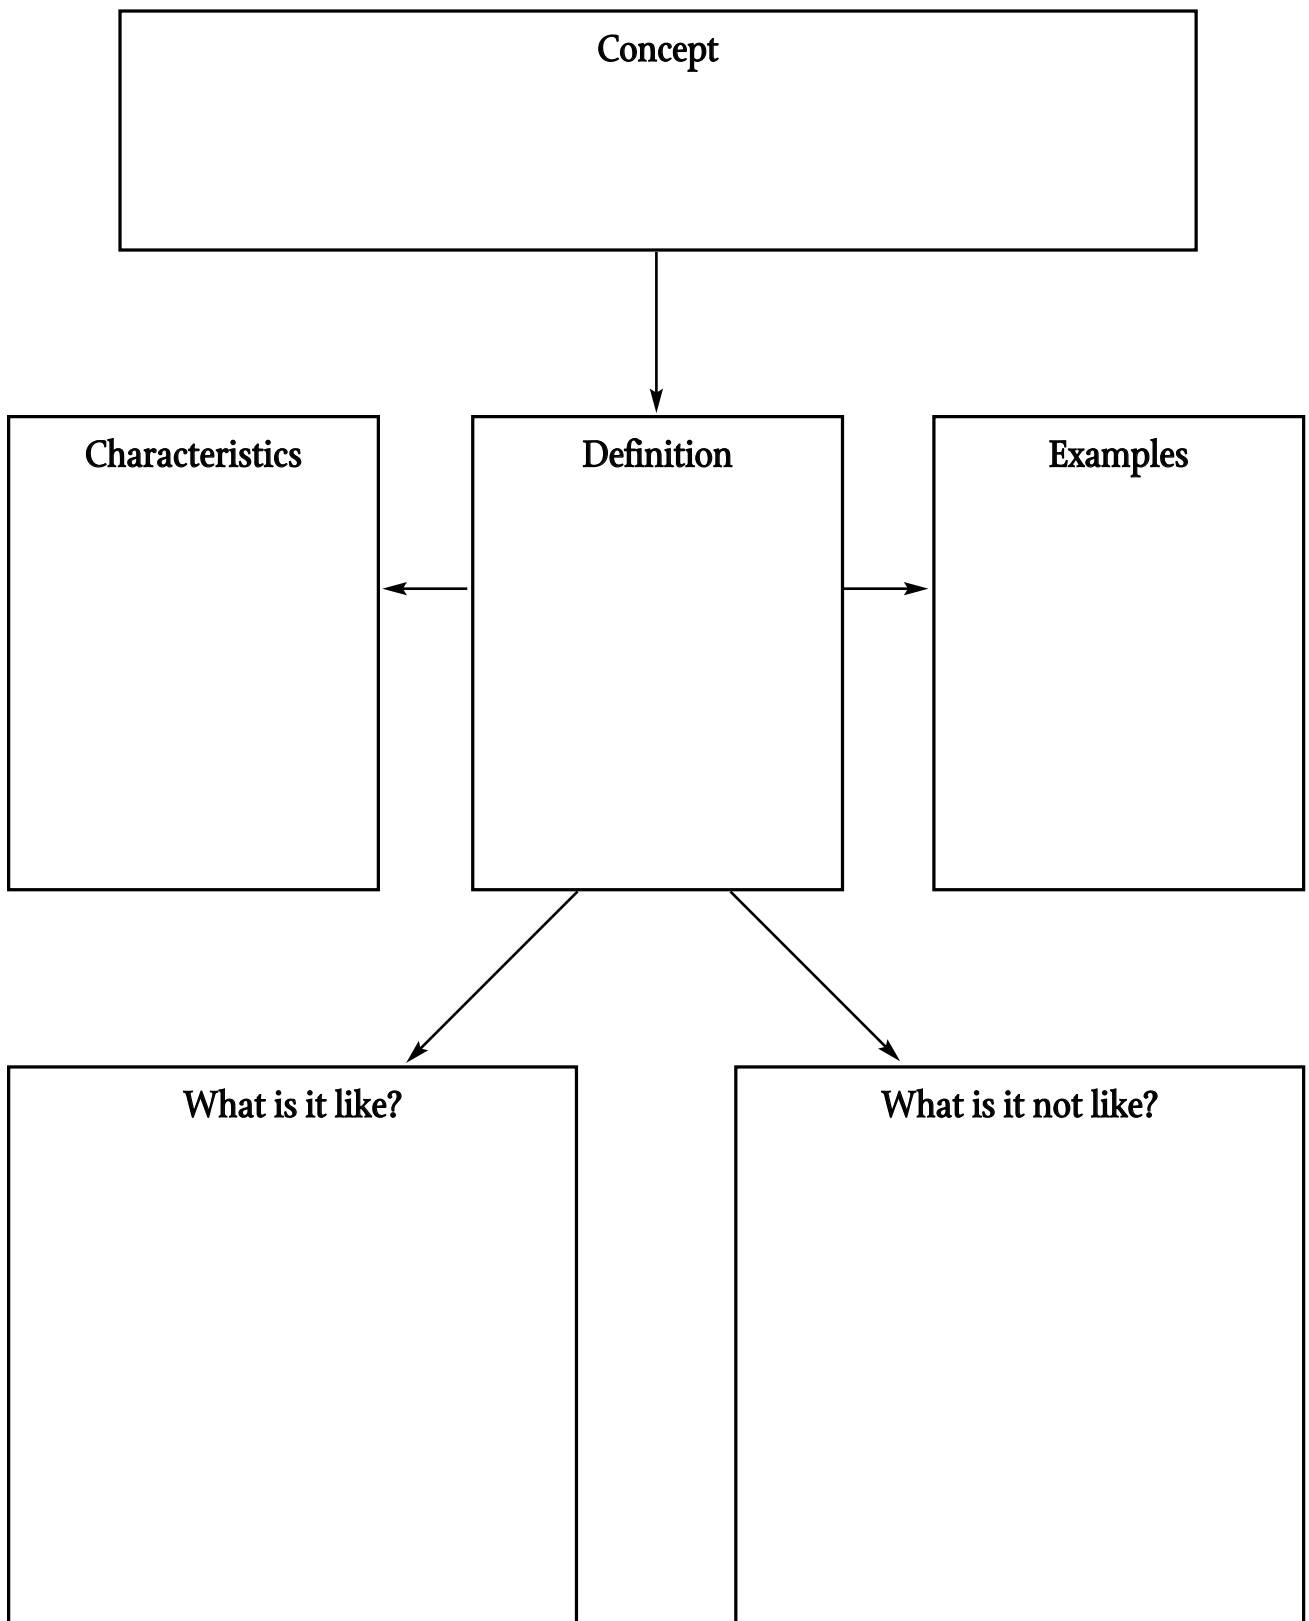 Concept
Characteristics
Definition
Examples
What is it like?
What is it not like?